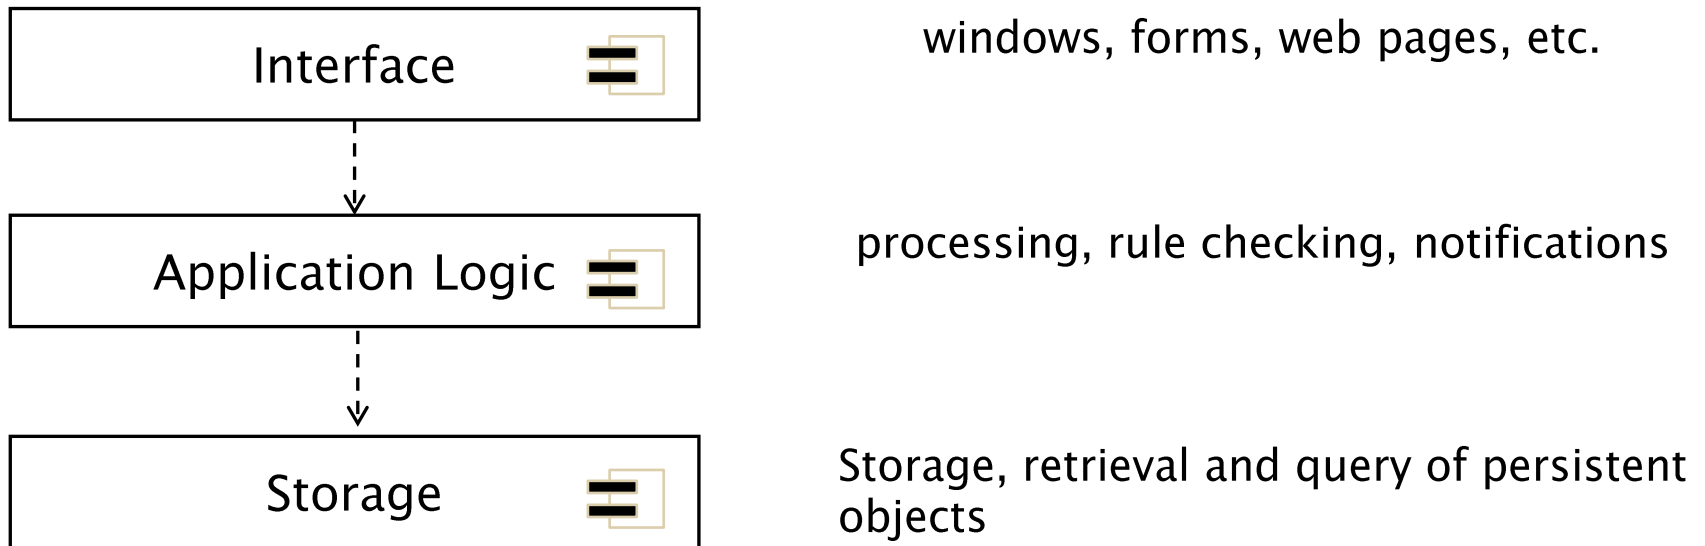 Interface
windows, forms, web pages, etc.
Application Logic
processing, rule checking, notifications
Storage
Storage, retrieval and query of persistent
objects